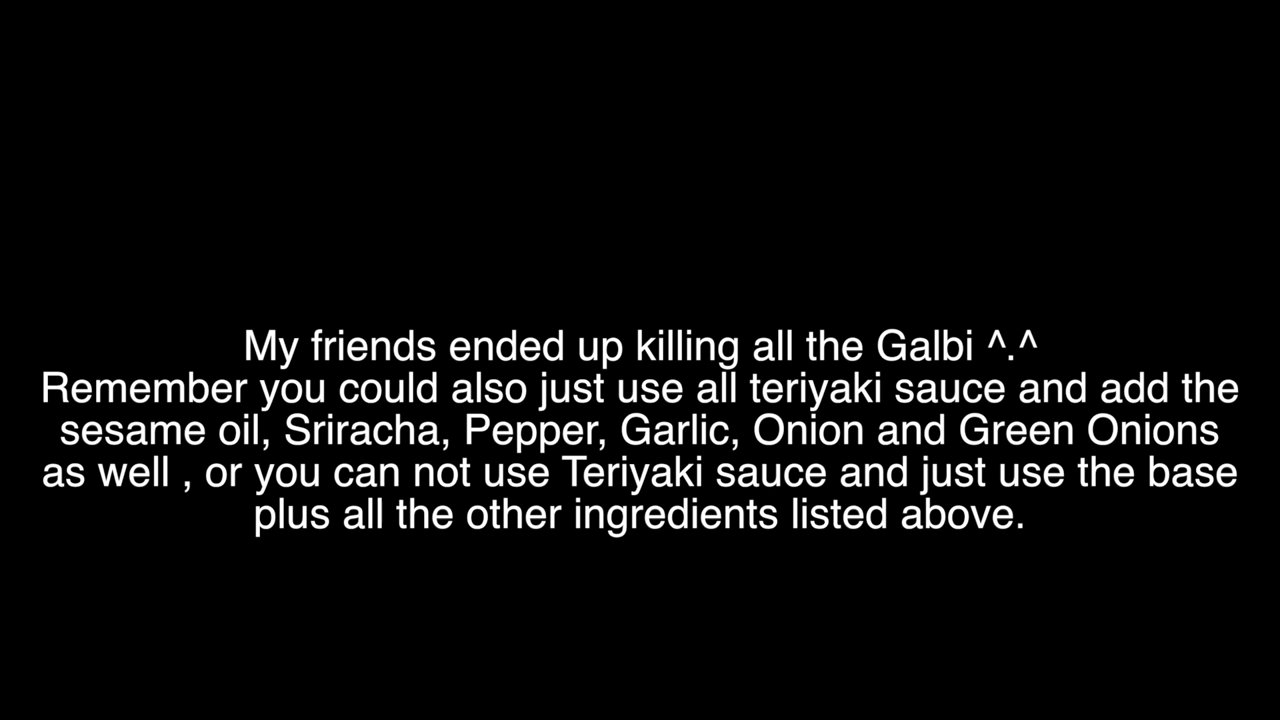 My friends ended up killing all the Galbi ^.^
Remember you could also just use all teriyaki sauce and add the
sesame oil, Sriracha, Pepper, Garlic, Onion and Green Onions
as well , or you can not use Teriyaki sauce and just use the base
plus all the other ingredients listed above.